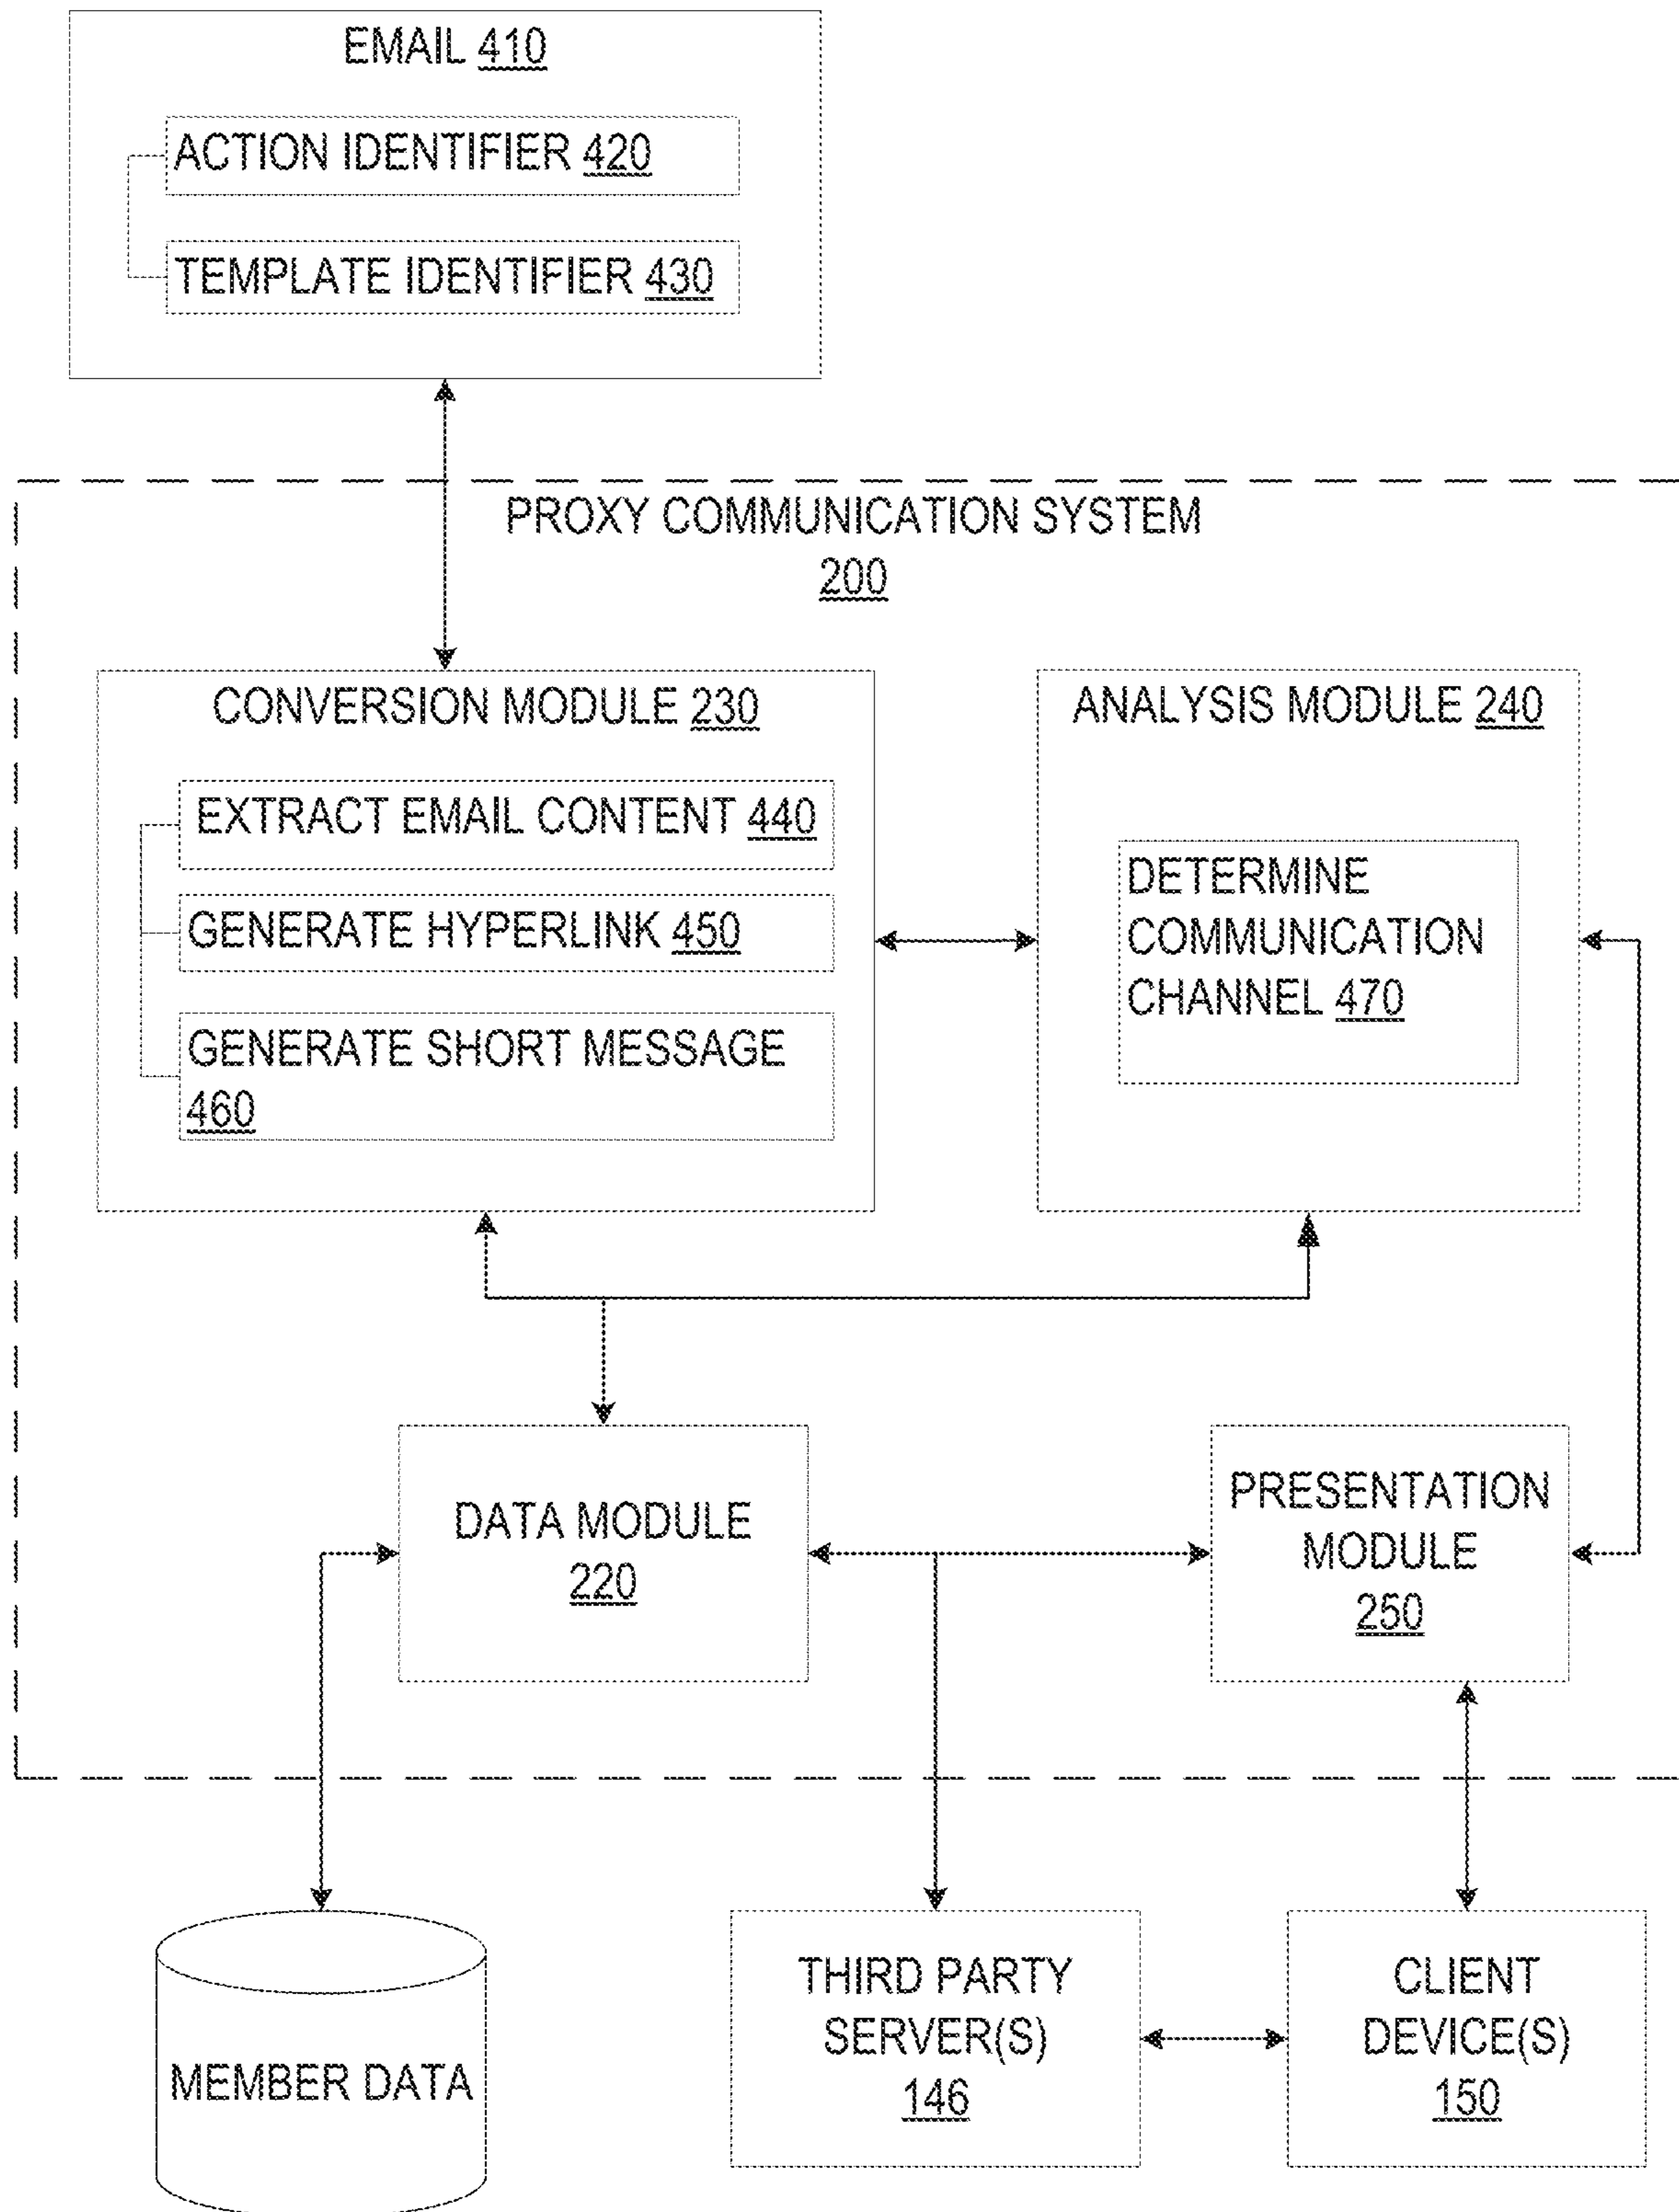 EMAIL 410
ACTION IDENTIFIER 420
TEMPLATE IDENTIFIER 430
PROXY COMMUNICATION SYSTEM
200
CONVERSION MODULE 230
EXTRACT EMAIL CONTENT 440
GENERATE HYPERLINK 450
GENERATE SHORT MESSAGE
460
ANALYSIS MODULE 240
DETERMINE
COMMUNICATION
CHANNEL 470
DATA MODULE
220
PRESENTATION
MODULE
250
MEMBER DATA
THIRD PARTY
SERVER(S)
146
CLIENT
DEVICE(S)
150